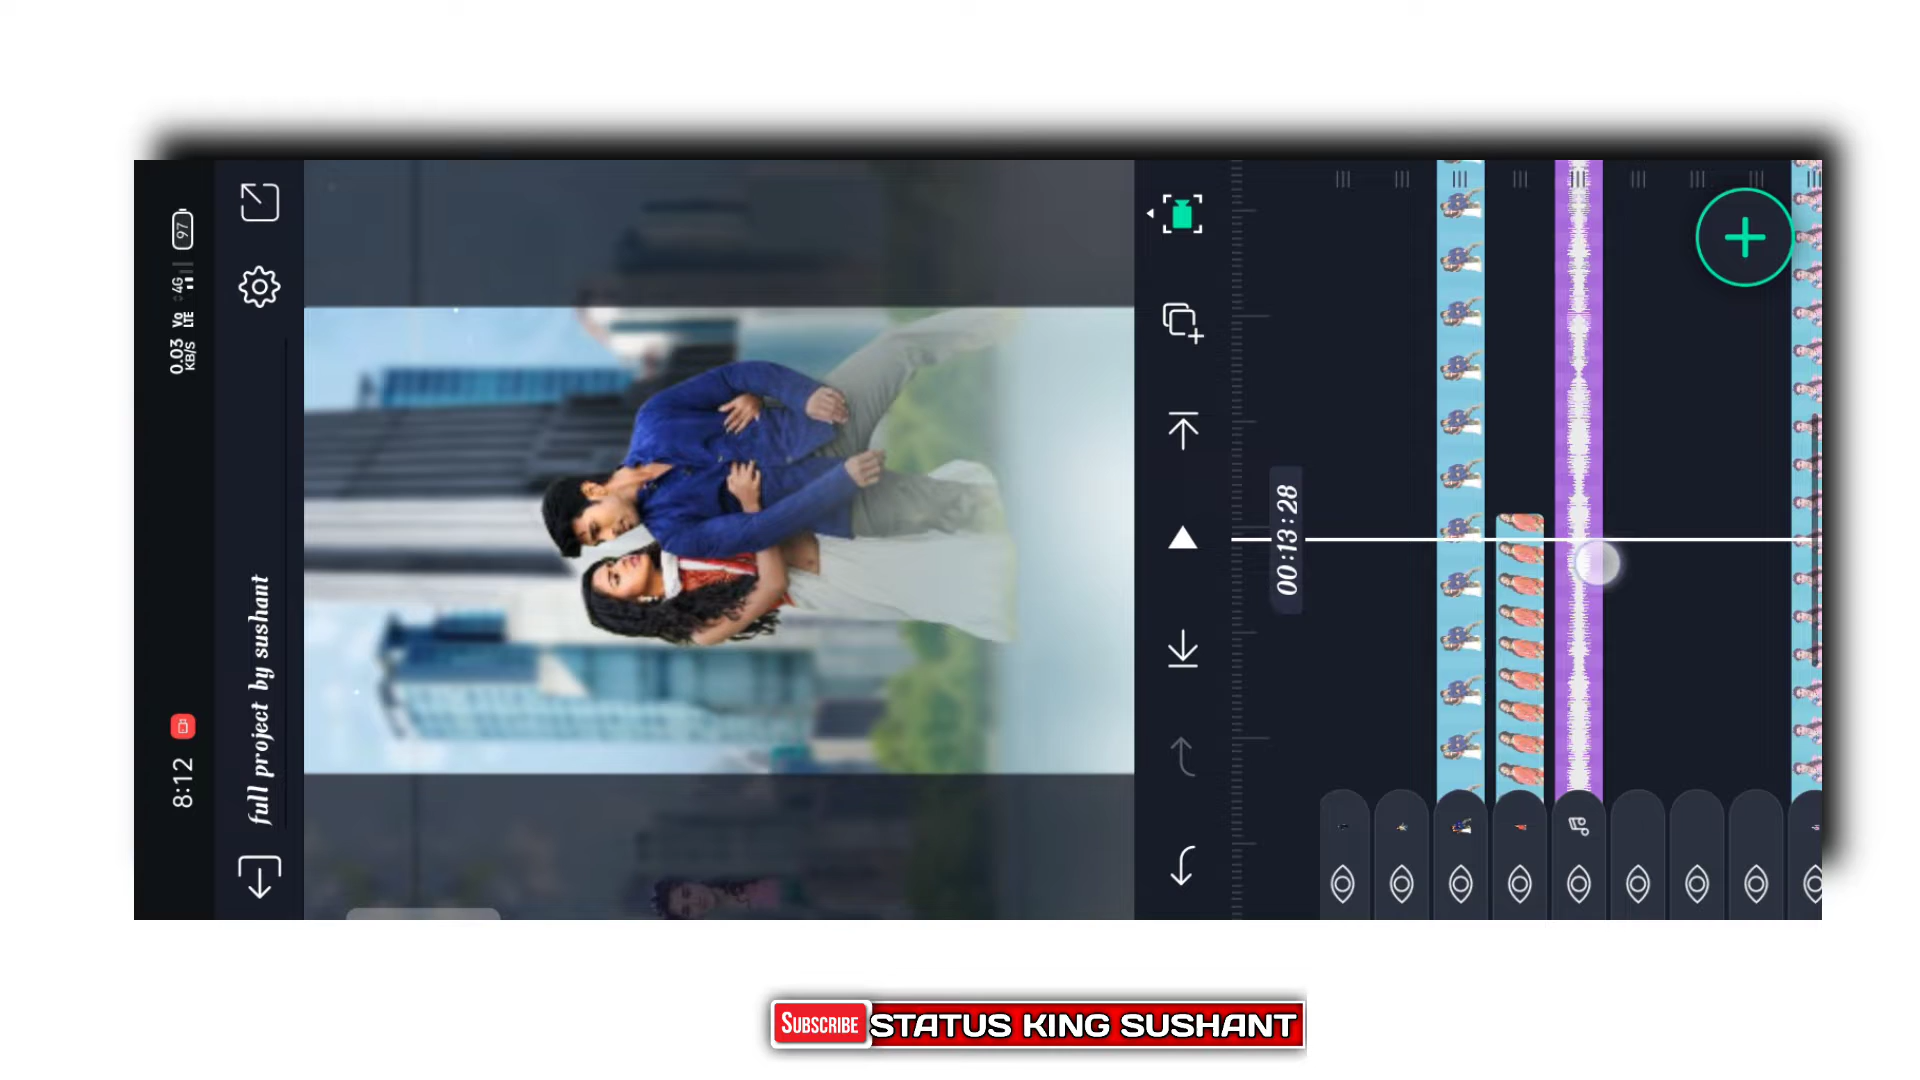 8:12
0.03 KB/S
Vo LTE
4G
97
full project by sushant
00:13:28
SUBSCRIBE STATUS KING SUSHANT